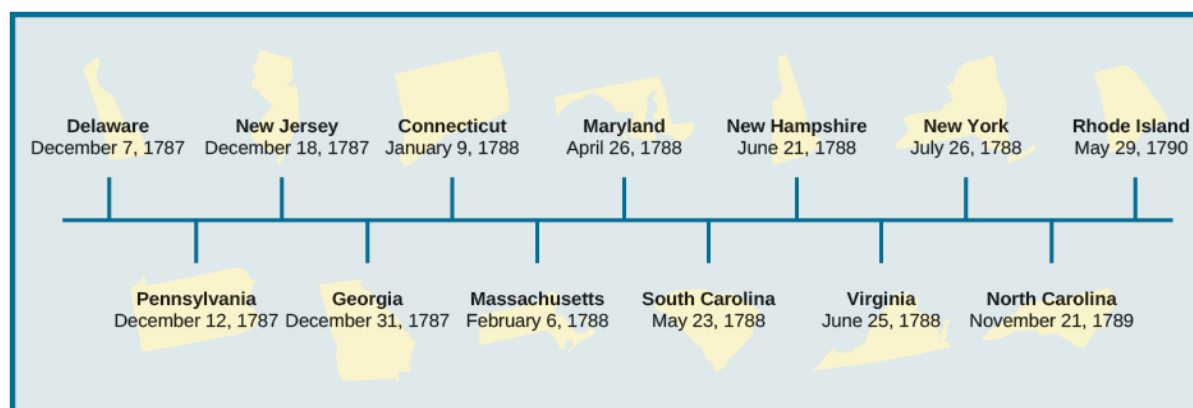 Delaware
December 7, 1787
New Jersey
December 18, 1787
Connecticut
January 9, 1788
Maryland
April 26, 1788
New Hampshire
June 21, 1788
New York
July 26, 1788
Rhode Island
May 29, 1790
Pennsylvania
December 12, 1787
Georgia
December 31, 1787
Massachusetts
February 6, 1788
South Carolina
May 23, 1788
Virginia
June 25, 1788
North Carolina
November 21, 1789